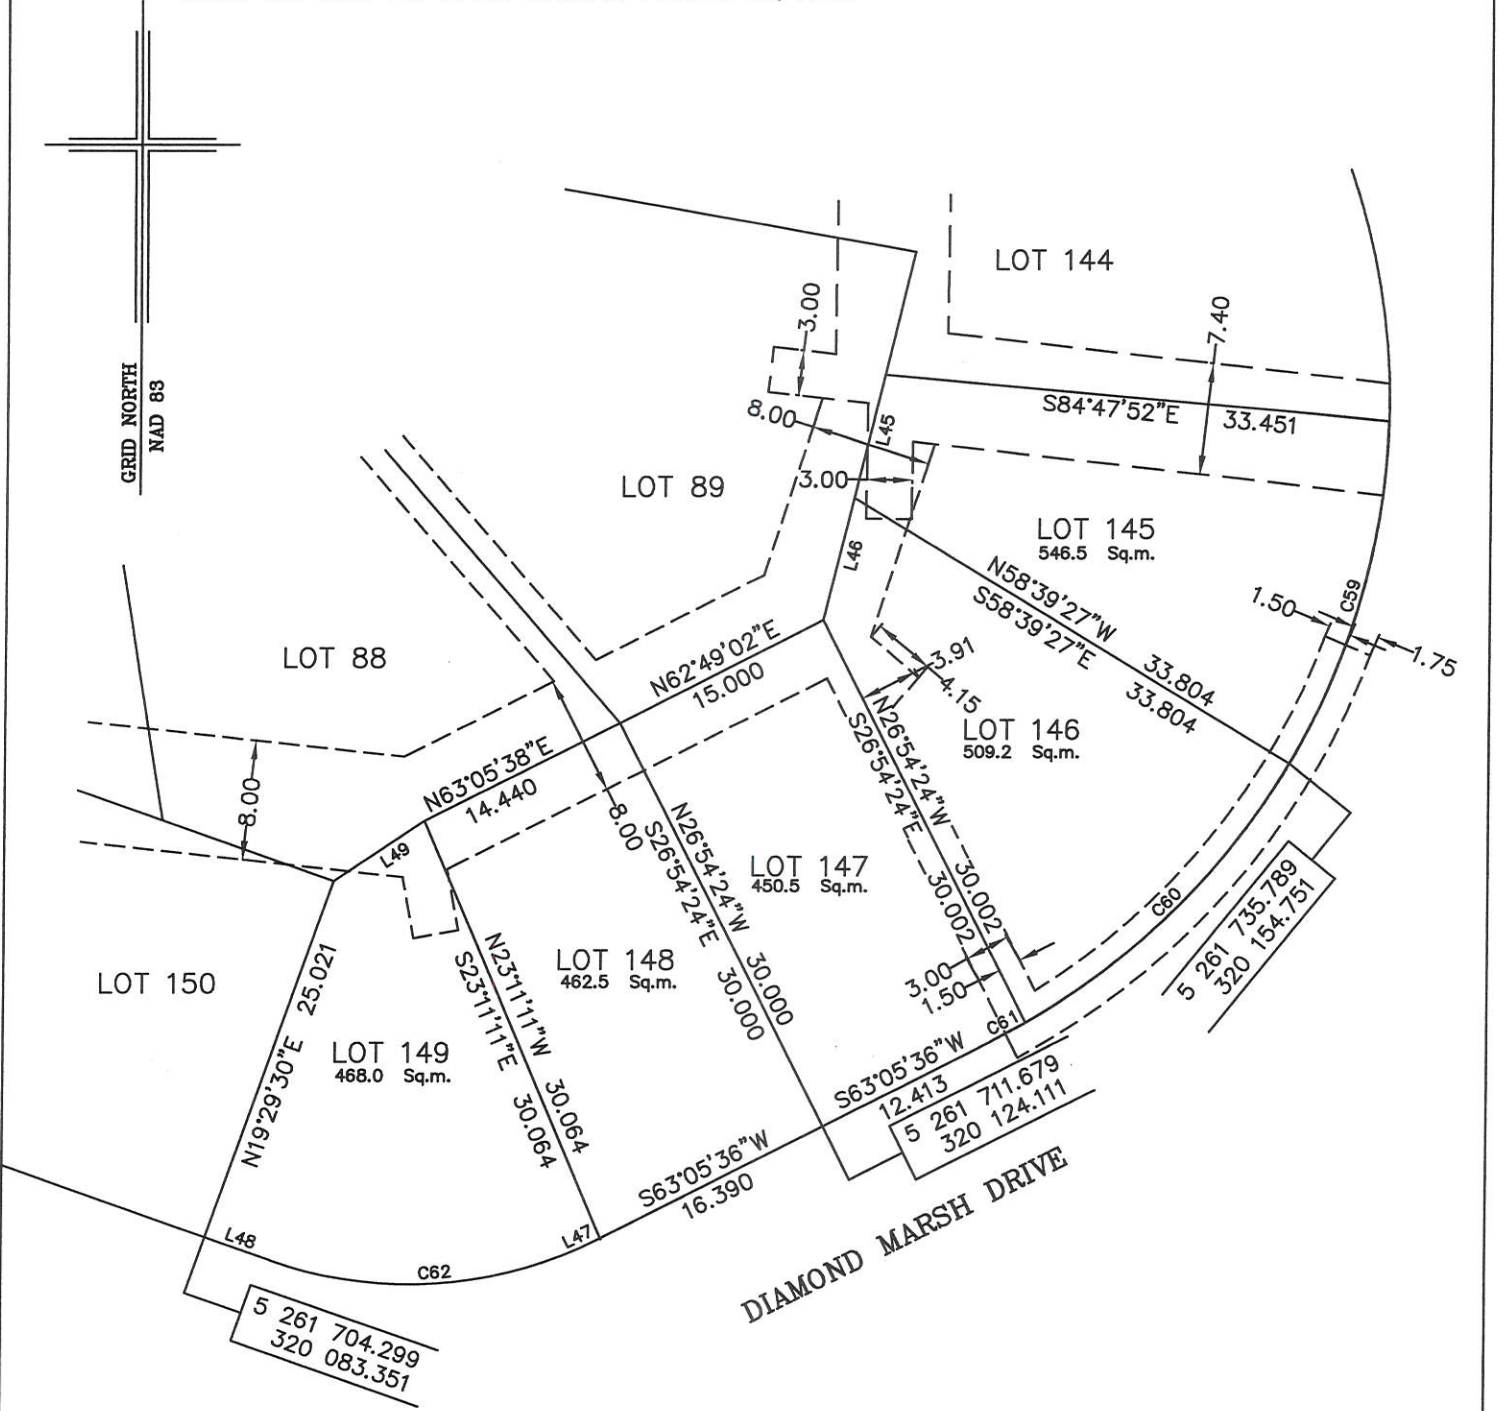 GRID NORTH
NAD 83
LOT 144
7.40
3.00
S84°47'52"E 33.451
8.00
L45
LOT 89
3.00
LOT 145
546.5 Sq.m.
L46
N58°39'27"W 33.804
S58°39'27"E 33.804
1.50
C59
1.75
LOT 88
N62°49'02"E
15.000
3.91
4.15
LOT 146
509.2 Sq.m.
8.00
N63°05'38"E
14.440
8.00
L49
N26°54'24"W 30.002
S26°54'24"E 30.002
N26°54'24"W 30.000
S26°54'24"E 30.000
LOT 147
450.5 Sq.m.
C60
5 261 735.789
320 154.751
LOT 150
N19°29'30"E 25.021
LOT 148
462.5 Sq.m.
N23°11'11"W 30.064
S23°11'11"E 30.064
3.00
1.50
C61
LOT 149
468.0 Sq.m.
S63°05'36"W
12.413
5 261 711.679
320 124.111
S63°05'36"W
16.390
L48
L47
C62
DIAMOND MARSH DRIVE
5 261 704.299
320 083.351